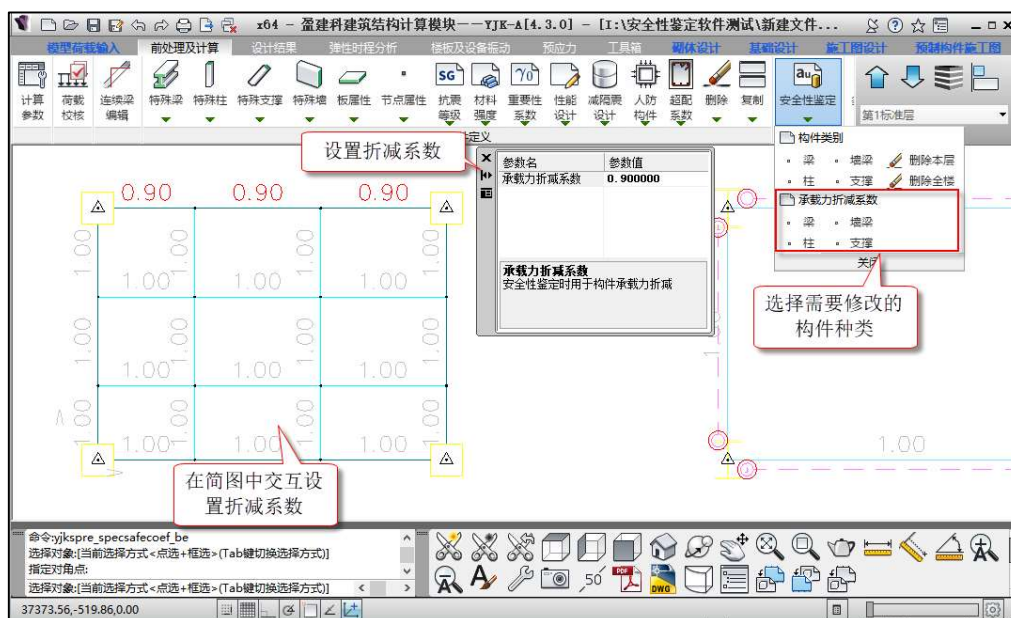 x64 - 盈建科建筑结构计算模块--YJK-A[4.3.0] - [I:\安全性鉴定软件测试\新建文件...
模型荷载输入 前处理及计算 设计结果 弹性时程分析 楼板及设备振动 预应力 工具箱 砌体设计 基础设计 施工图设计 预制构件施工图
计算参数 荷载校核 连续梁编辑 特殊梁 特殊柱 特殊支撑 特殊墙 板属性 节点属性 抗震等级 材料强度 重要性系数 性能设计 减隔震设计 人防构件 超配系数 删除 复制 安全性鉴定
第1标准层
定义
构件类别
梁 墙梁 删除本层
柱 支撑 删除全楼
承载力折减系数
梁 墙梁
柱 支撑
关闭
设置折减系数
参数名 参数值
承载力折减系数 0.900000
承载力折减系数
安全性鉴定时用于构件承载力折减
选择需要修改的
构件种类
0.90 0.90 0.90
1.00 1.00 1.00 1.00
1.00 1.00 1.00
1.00 1.00 1.00 1.00
1.00 1.00 1.00
1.00 1.00 1.00 1.00
1.00 1.00 1.00
A
1.00
在简图中交互设
置折减系数
命令:yjkspre_specsafecoef_be
选择对象:[当前选择方式<点选+框选>(Tab键切换选择方式)]
指定对角点:
选择对象:[当前选择方式<点选+框选>(Tab键切换选择方式)]
37373.56,-519.86,0.00